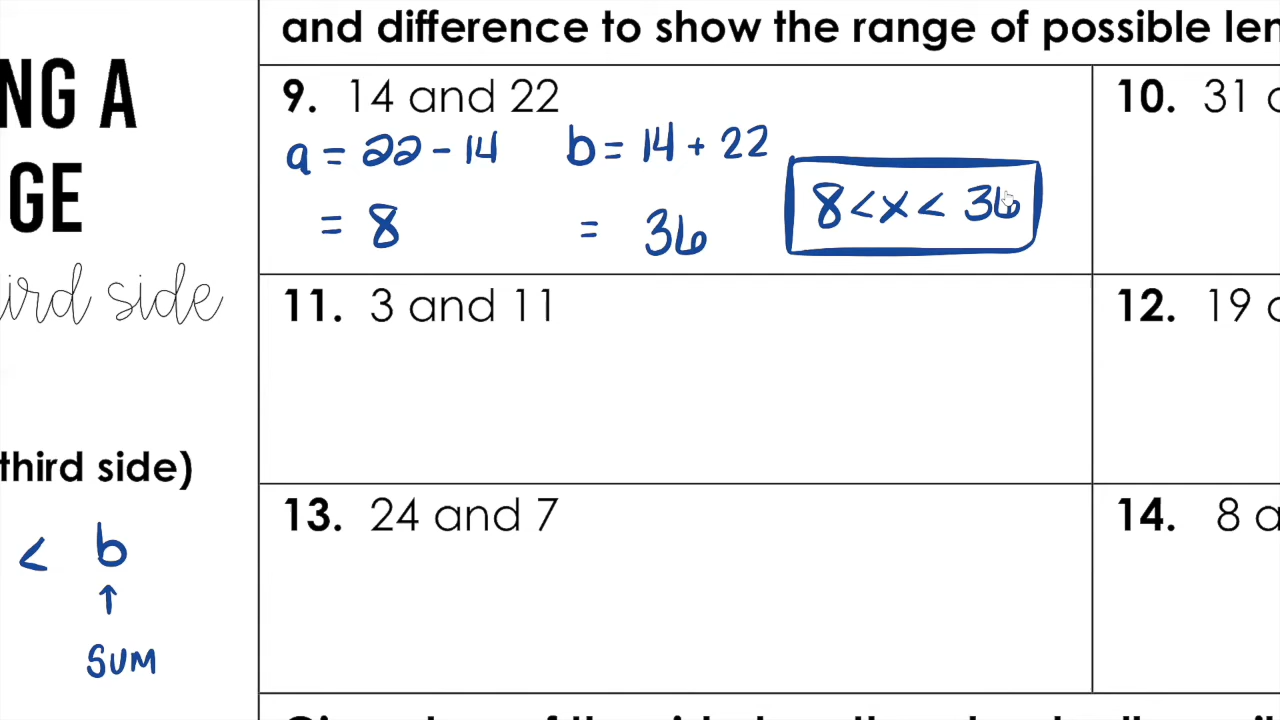 and difference to show the range of possible len
NG A
GE
ird side
third side)
< b
↑
SUM
9. 14 and 22
a = 22 - 14 b = 14 + 22
= 8 = 36
8 < x < 36
10. 31
11. 3 and 11
12. 19
13. 24 and 7
14. 8 a